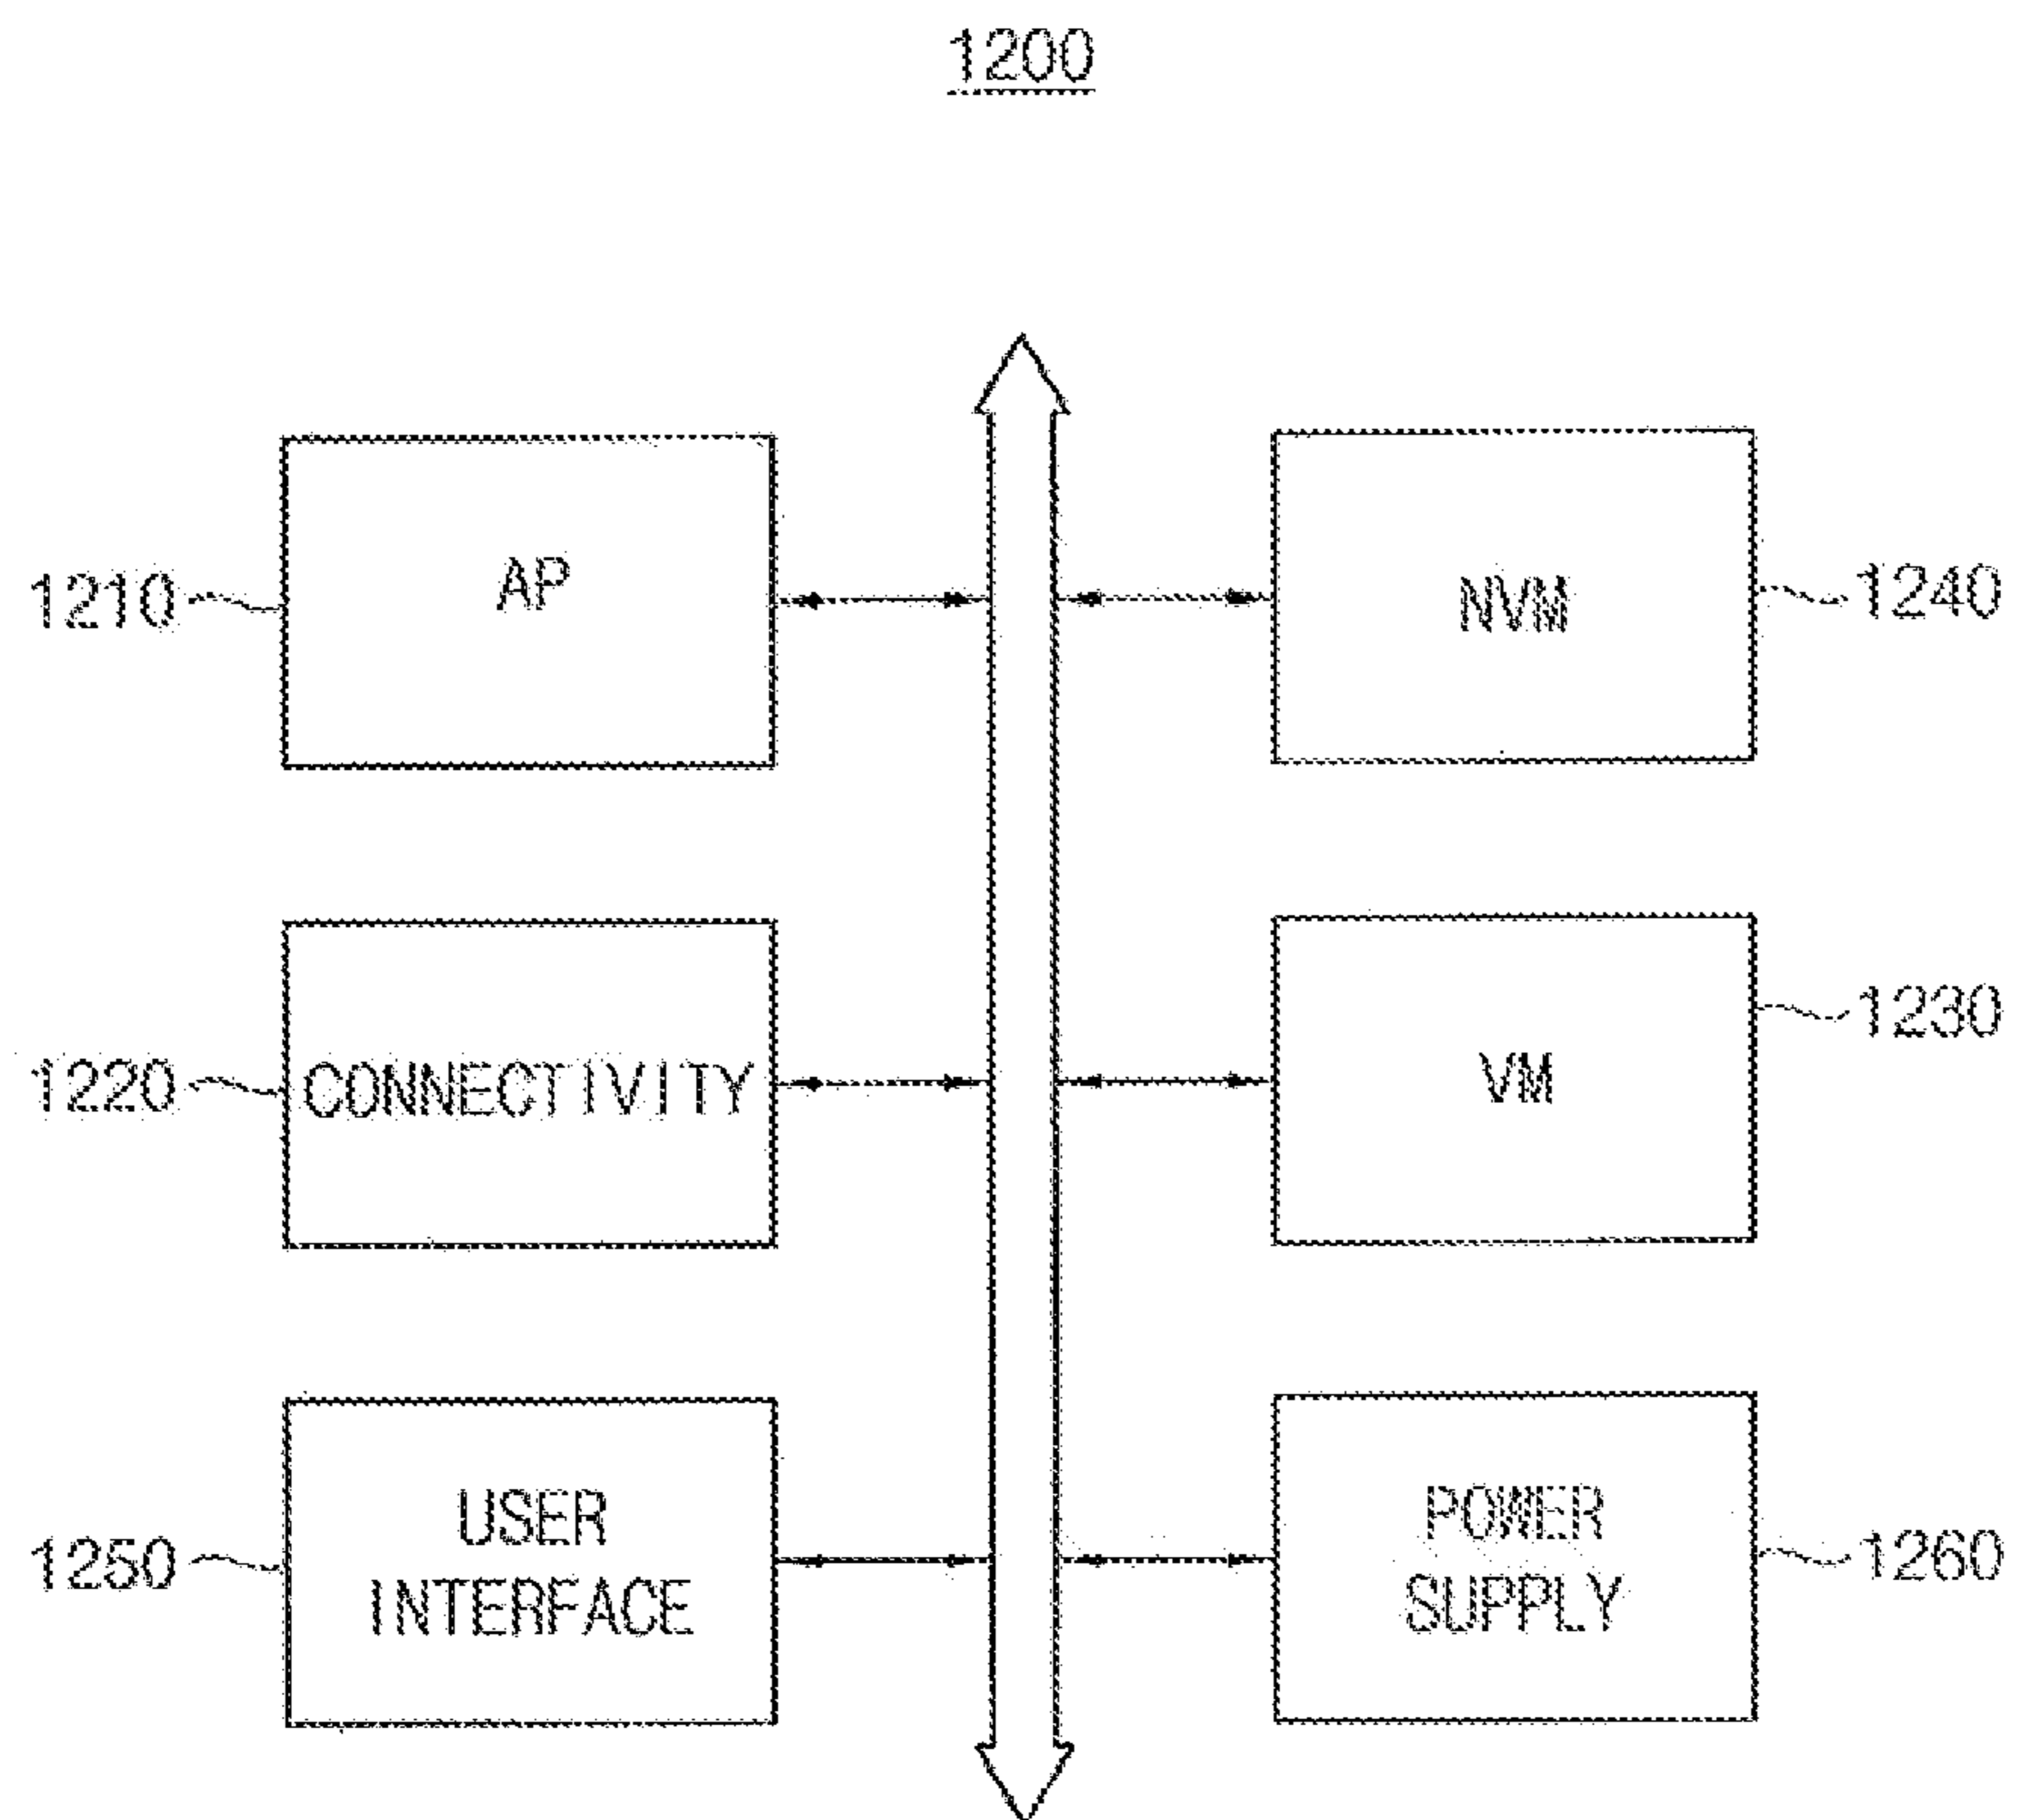 1200
1210
AP
NVM
1240
1220
CONNECTIVITY
VM
1230
1250
USER
INTERFACE
POWER
SUPPLY
1260